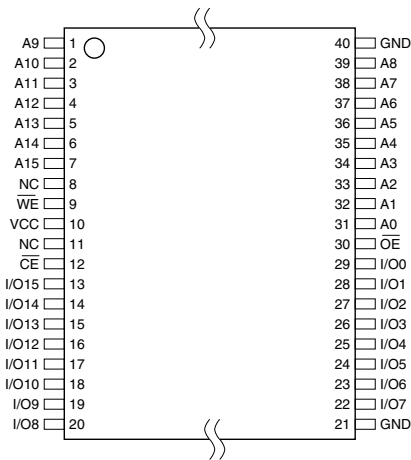 A9 1 40 GND
A10 2 39 A8
A11 3 38 A7
A12 4 37 A6
A13 5 36 A5
A14 6 35 A4
A15 7 34 A3
NC 8 33 A2
W̅E̅ 9 32 A1
VCC 10 31 A0
NC 11 30 O̅E̅
C̅E̅ 12 29 I/O0
I/O15 13 28 I/O1
I/O14 14 27 I/O2
I/O13 15 26 I/O3
I/O12 16 25 I/O4
I/O11 17 24 I/O5
I/O10 18 23 I/O6
I/O9 19 22 I/O7
I/O8 20 21 GND